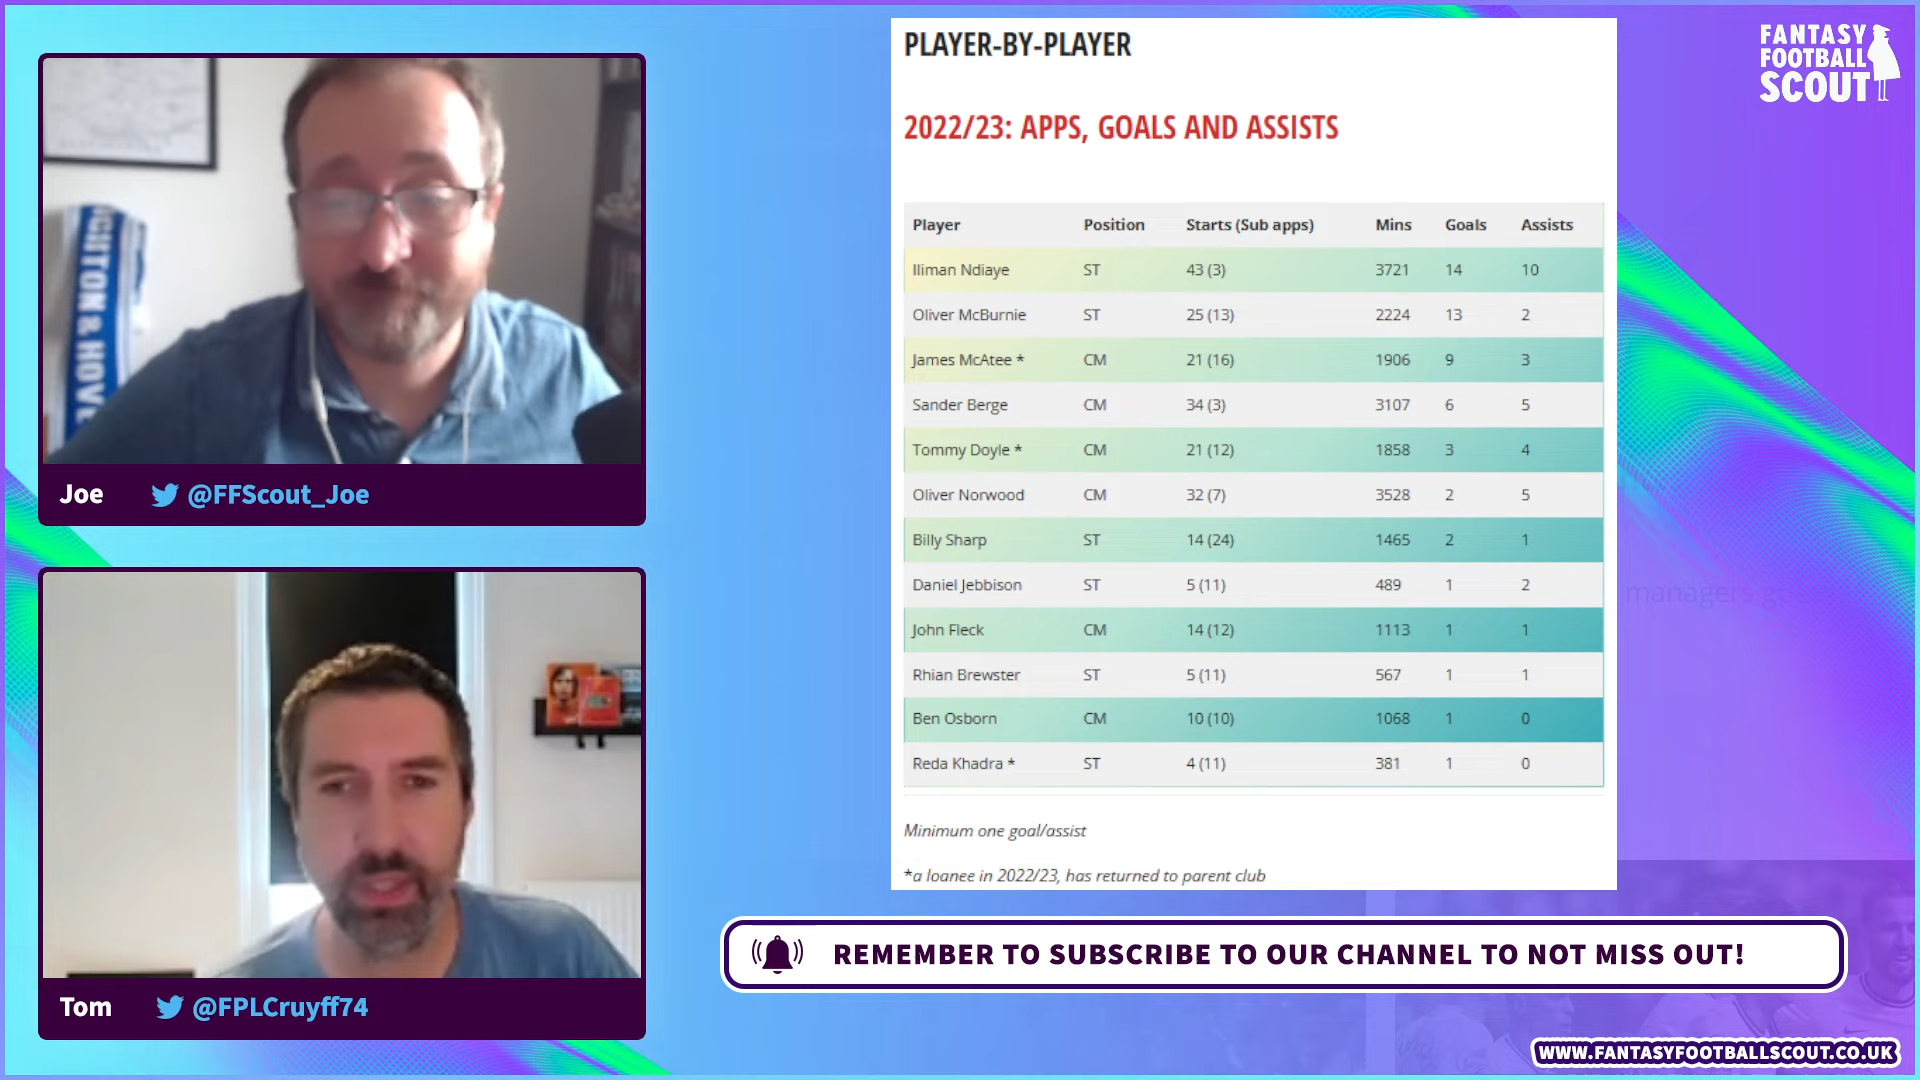 PLAYER-BY-PLAYER
2022/23: APPS, GOALS AND ASSISTS
Player Position Starts (Sub apps) Mins Goals Assists
Iliman Ndiaye ST 43 (3) 3721 14 10
Oliver McBurnie ST 25 (13) 2224 13 2
James McAtee * CM 21 (16) 1906 9 3
Sander Berge CM 34 (3) 3107 6 5
Tommy Doyle * CM 21 (12) 1858 3 4
Oliver Norwood CM 32 (7) 3528 2 5
Billy Sharp ST 14 (24) 1465 2 1
Daniel Jebbison ST 5 (11) 489 1 2
John Fleck CM 14 (12) 1113 1 1
Rhian Brewster ST 5 (11) 567 1 1
Ben Osborn CM 10 (10) 1068 1 0
Reda Khadra * ST 4 (11) 381 1 0
Minimum one goal/assist
*a loanee in 2022/23, has returned to parent club
FANTASY
FOOTBALL
SCOUT
& HOVE
Joe @FFScout_Joe
Tom @FPLCruyff74
managers
REMEMBER TO SUBSCRIBE TO OUR CHANNEL TO NOT MISS OUT!
WWW.FANTASYFOOTBALLSCOUT.CO.UK